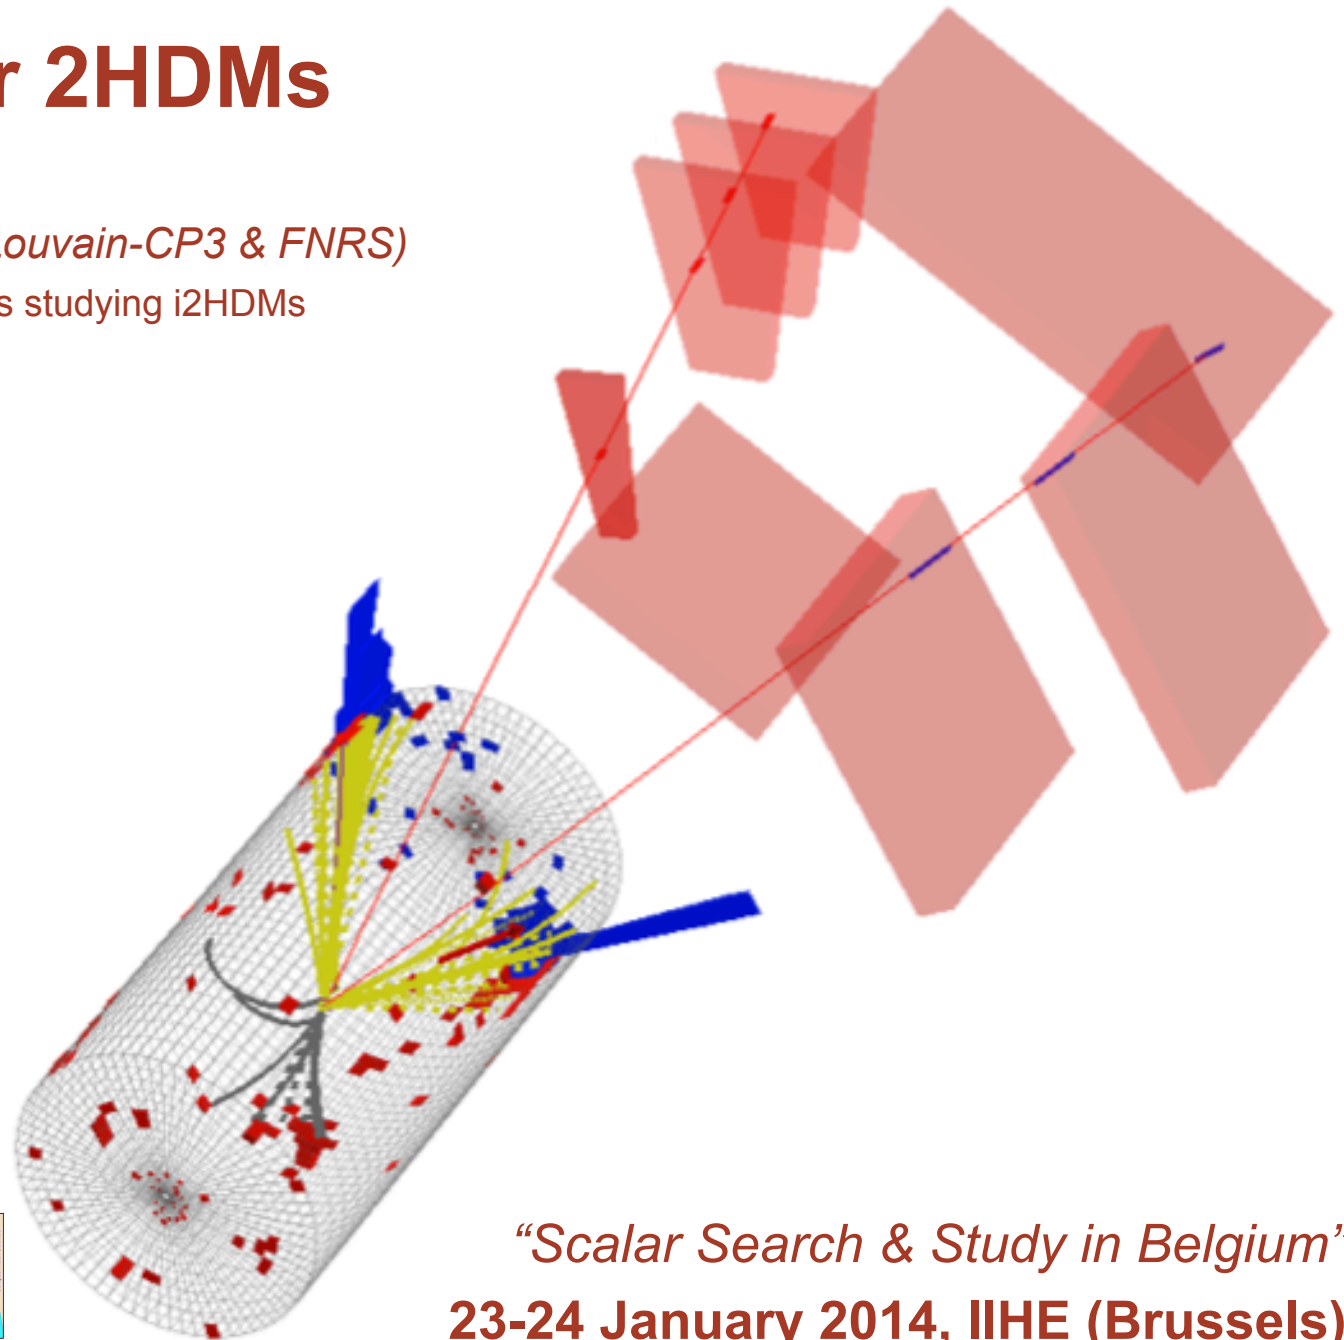 r 2HDMs
ouvain-CP3 & FNRS)
s studying i2HDMs
“Scalar Search & Study in Belgium”
23-24 January 2014, IIHE (Brussels)